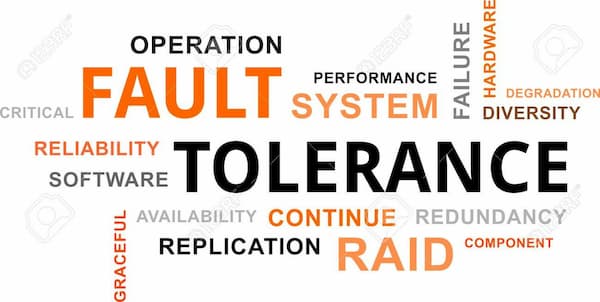 OPERATION
FAULT
PERFORMANCE
SYSTEM
FAILURE
HARDWARE
DEGRADATION
DIVERSITY
CRITICAL
RELIABILITY
SOFTWARE
TOLERANCE
GRACEFUL
AVAILABILITY
CONTINUE
REDUNDANCY
REPLICATION
RAID
COMPONENT